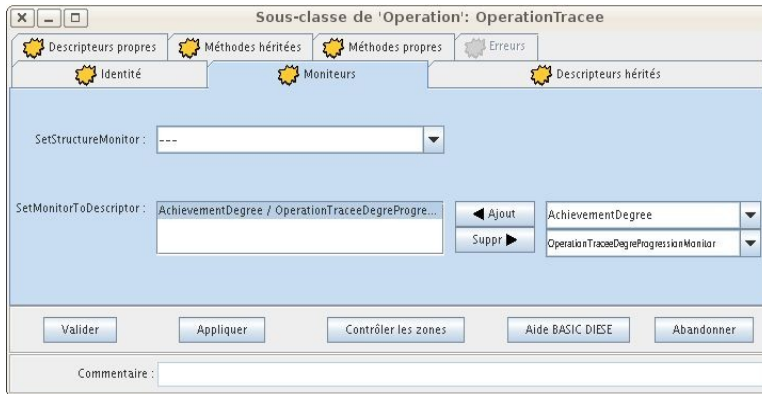 Sous-classe de 'Operation': OperationTracee
Descripteurs propres Méthodes héritées Méthodes propres Erreurs
Identité Moniteurs Descripteurs hérités
SetStructureMonitor : ---
SetMonitorToDescriptor : AchievementDegree / OperationTraceeDegreProgre... Ajout AchievementDegree
Suppr OperationTraceeDegreProgressionMonitor
Valider Appliquer Contrôler les zones Aide BASIC DIESE Abandonner
Commentaire :